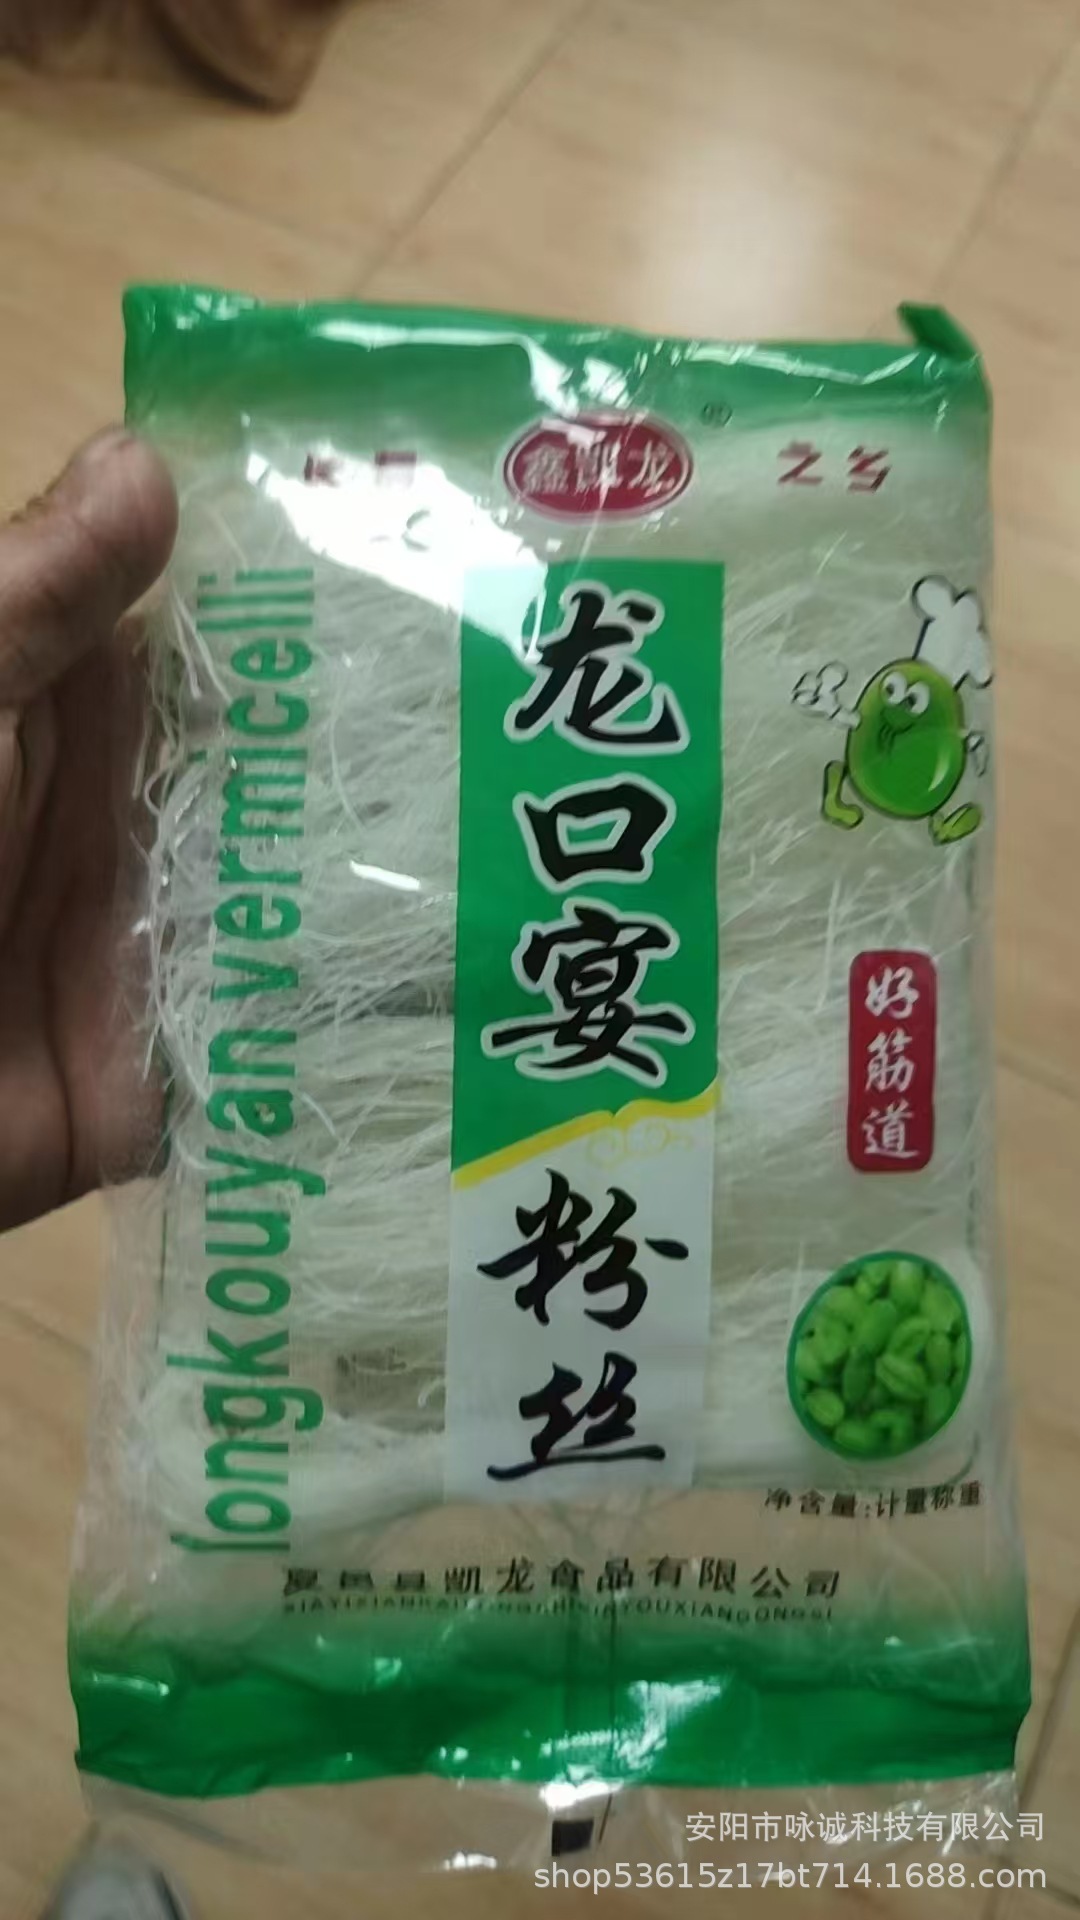 鑫凯龙
®
之乡
龙口宴
粉丝
longkouyan vermicelli
好筋道
净含量:计量称重
夏邑县凯龙食品有限公司
安阳市咏诚科技有限公司
shop53615z17bt714.1688.com